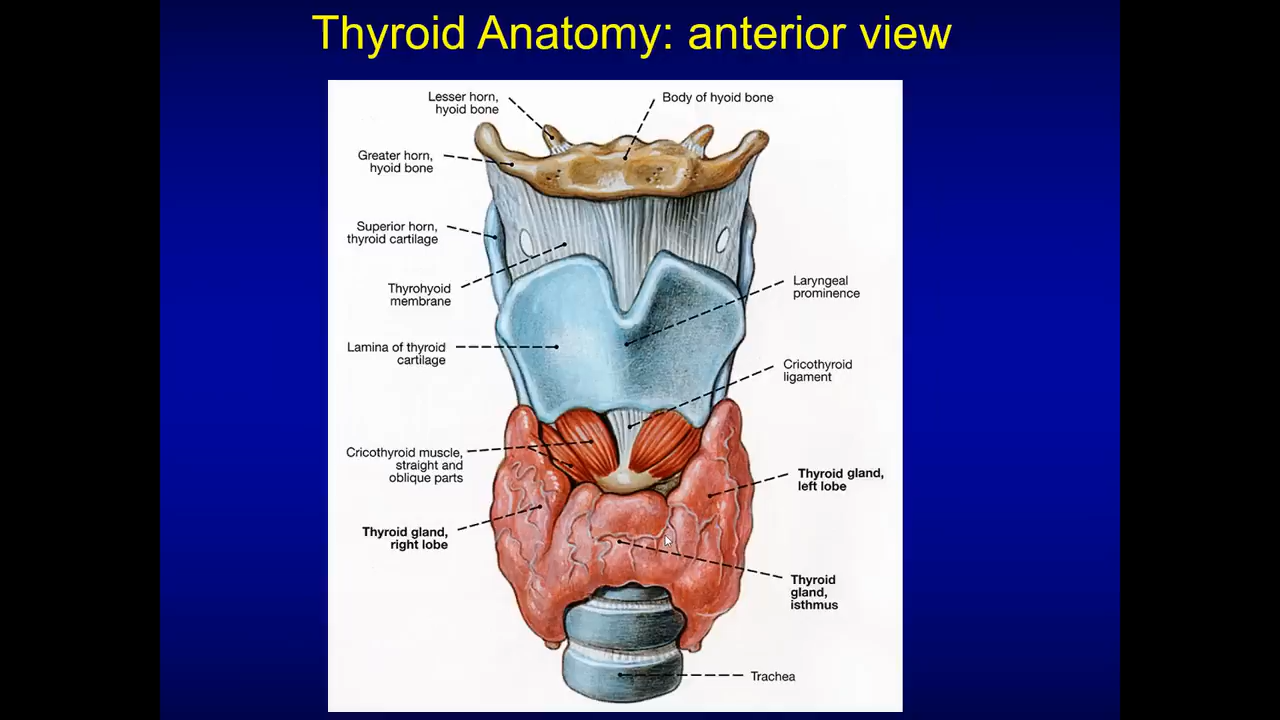 Thyroid Anatomy: anterior view
Lesser horn,
hyoid bone
Body of hyoid bone
Greater horn,
hyoid bone
Superior horn,
thyroid cartilage
Thyrohyoid
membrane
Laryngeal
prominence
Lamina of thyroid
cartilage
Cricothyroid
ligament
Cricothyroid muscle,
straight and
oblique parts
Thyroid gland,
left lobe
Thyroid gland,
right lobe
Thyroid
gland,
isthmus
Trachea